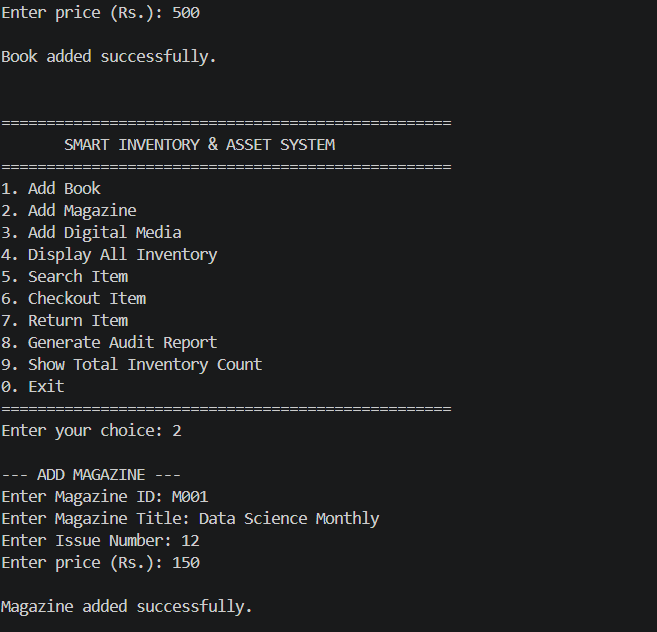 Enter price (Rs.): 500
Book added successfully.
==================================================
SMART INVENTORY & ASSET SYSTEM
==================================================
1. Add Book
2. Add Magazine
3. Add Digital Media
4. Display All Inventory
5. Search Item
6. Checkout Item
7. Return Item
8. Generate Audit Report
9. Show Total Inventory Count
0. Exit
==================================================
Enter your choice: 2
--- ADD MAGAZINE ---
Enter Magazine ID: M001
Enter Magazine Title: Data Science Monthly
Enter Issue Number: 12
Enter price (Rs.): 150
Magazine added successfully.